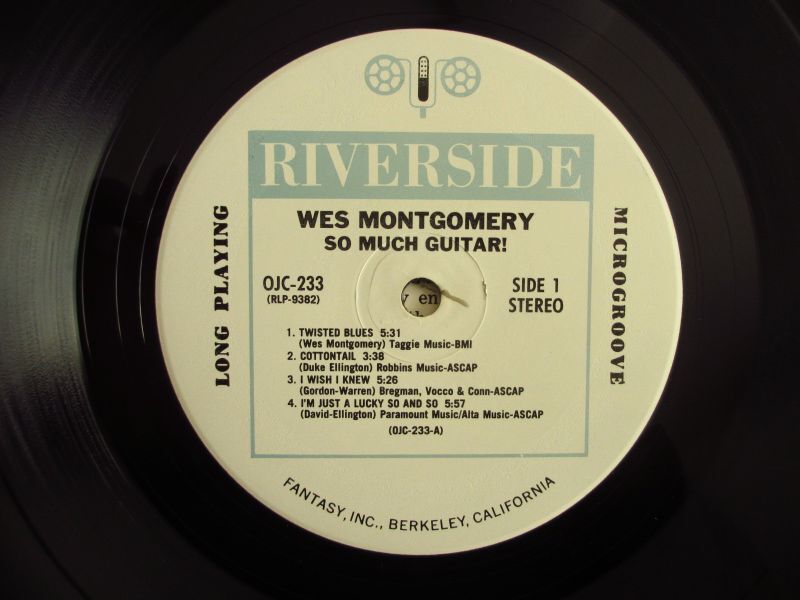 RIVERSIDE
WES MONTGOMERY
SO MUCH GUITAR!
LONG PLAYING
MICROGROOVE
OJC-233
(RLP-9382)
SIDE 1
STEREO
en
1. TWISTED BLUES 5:31
(Wes Montgomery) Taggie Music-BMI
2. COTTONTAIL 3:38
(Duke Ellington) Robbins Music-ASCAP
3. I WISH I KNEW 5:26
(Gordon-Warren) Bregman, Vocco & Conn-ASCAP
4. I'M JUST A LUCKY SO AND SO 5:57
(David-Ellington) Paramount Music/Alta Music-ASCAP
(OJC-233-A)
FANTASY, INC., BERKELEY, CALIFORNIA